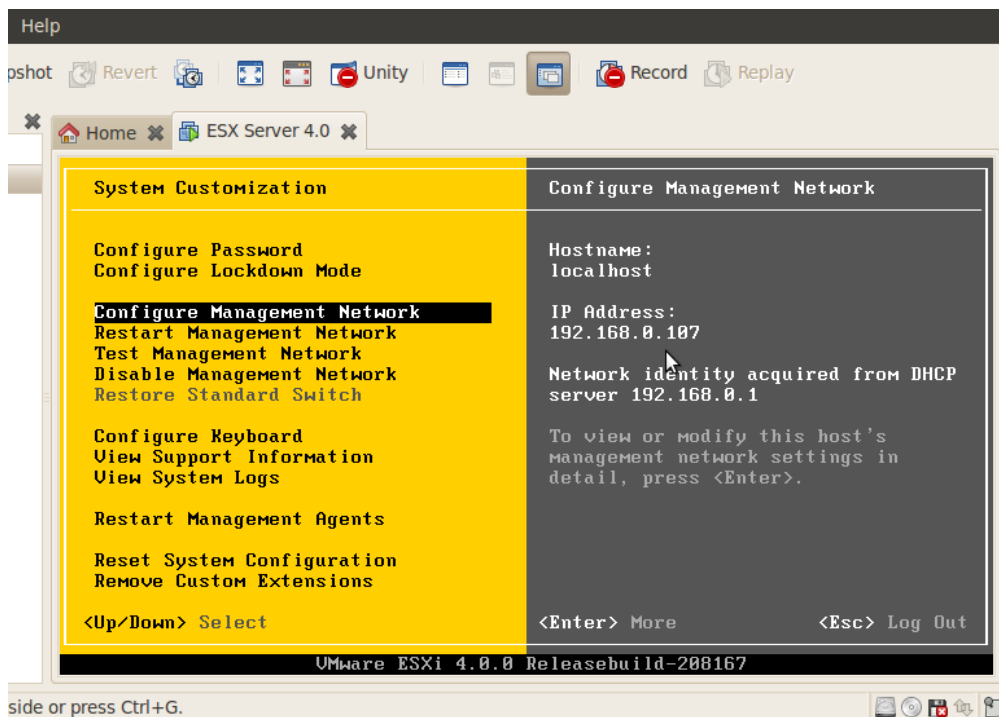 Help
pshot Revert Unity Record Replay
Home ESX Server 4.0
System Customization
Configure Password
Configure Lockdown Mode
Configure Management Network
Restart Management Network
Test Management Network
Disable Management Network
Restore Standard Switch
Configure Keyboard
View Support Information
View System Logs
Restart Management Agents
Reset System Configuration
Remove Custom Extensions
<Up/Down> Select
Configure Management Network
Hostname:
localhost
IP Address:
192.168.0.107
Network identity acquired from DHCP
server 192.168.0.1
To view or modify this host's
management network settings in
detail, press <Enter>.
<Enter> More <Esc> Log Out
VMware ESXi 4.0.0 Releasebuild-208167
side or press Ctrl+G.